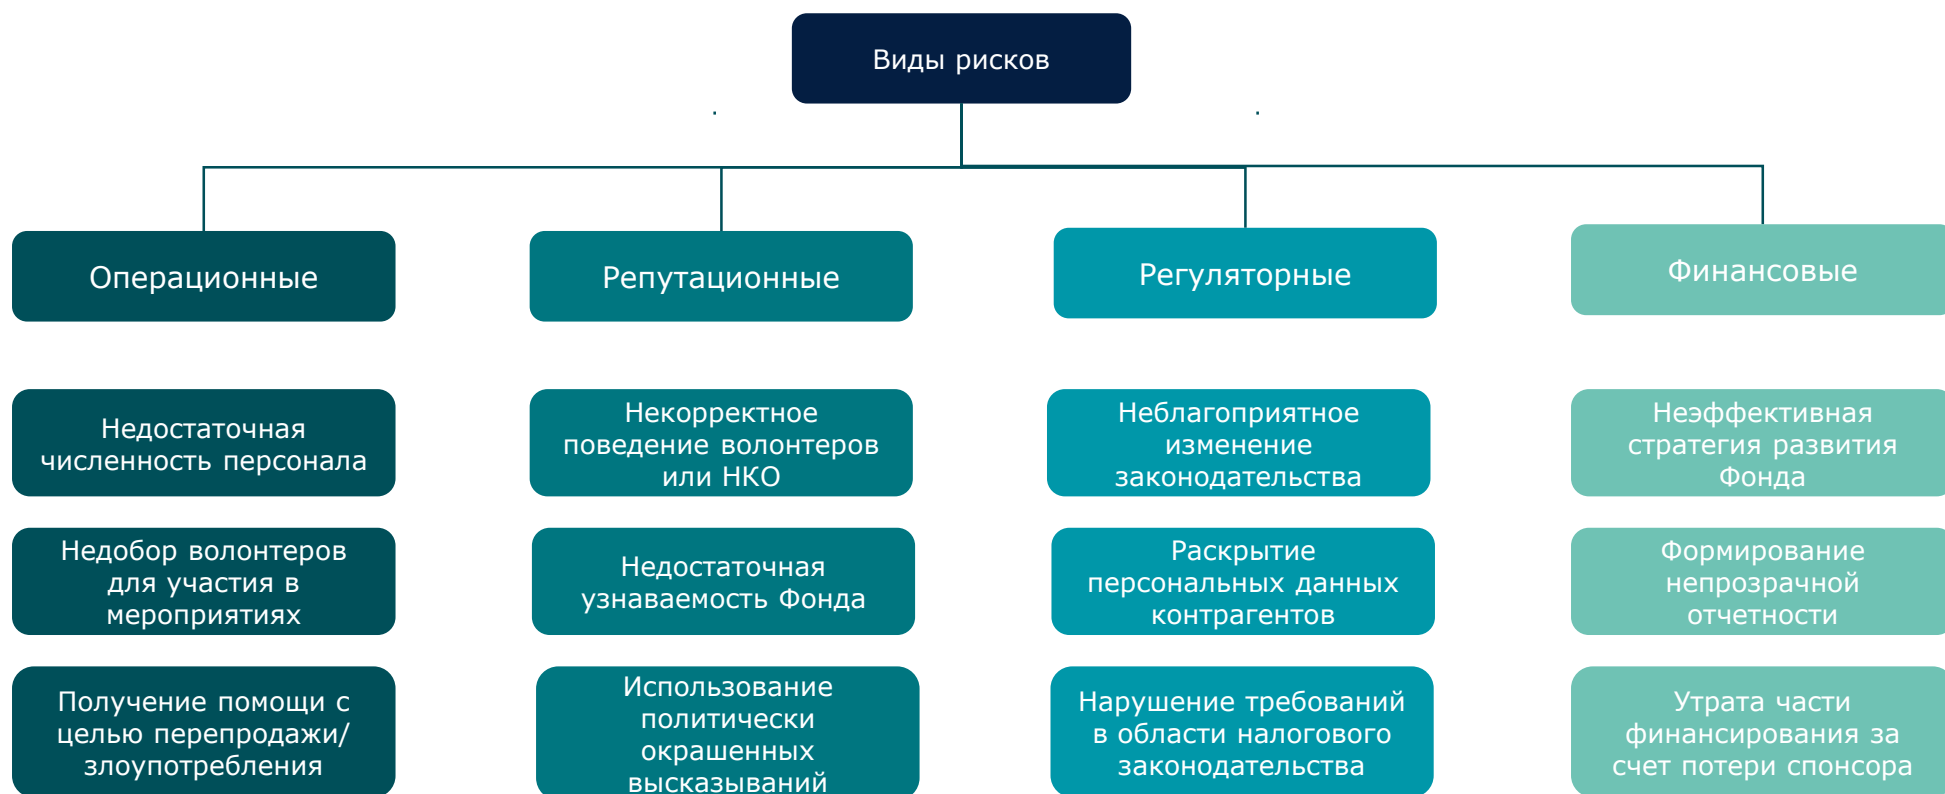 Виды рисков
Операционные
Репутационные
Регуляторные
Финансовые
Недостаточная
численность персонала
Некорректное
поведение волонтеров
или НКО
Неблагоприятное
изменение
законодательства
Неэффективная
стратегия развития
Фонда
Недобор волонтеров
для участия в
мероприятиях
Недостаточная
узнаваемость Фонда
Раскрытие
персональных данных
контрагентов
Формирование
непрозрачной
отчетности
Получение помощи с
целью перепродажи/
злоупотребления
Использование
политически
окрашенных
высказываний
Нарушение требований
в области налогового
законодательства
Утрата части
финансирования за
счет потери спонсора